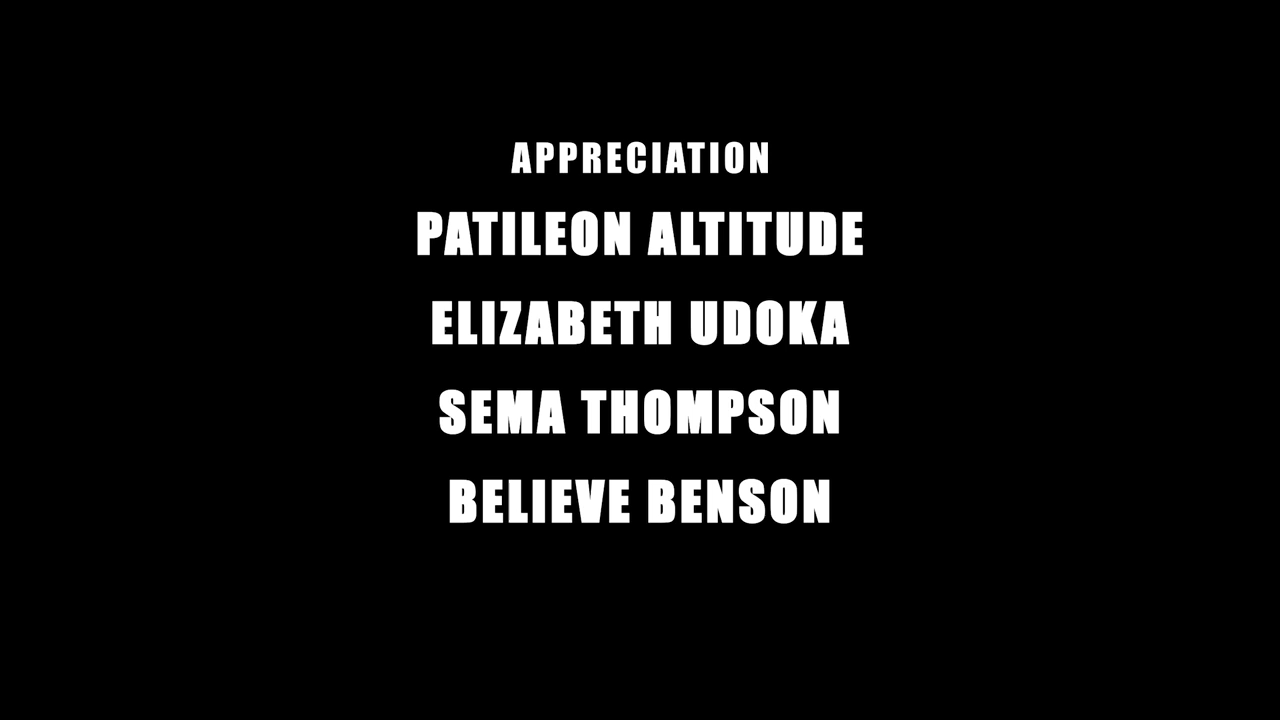 APPRECIATION
PATILEON ALTITUDE
ELIZABETH UDOKA
SEMA THOMPSON
BELIEVE BENSON